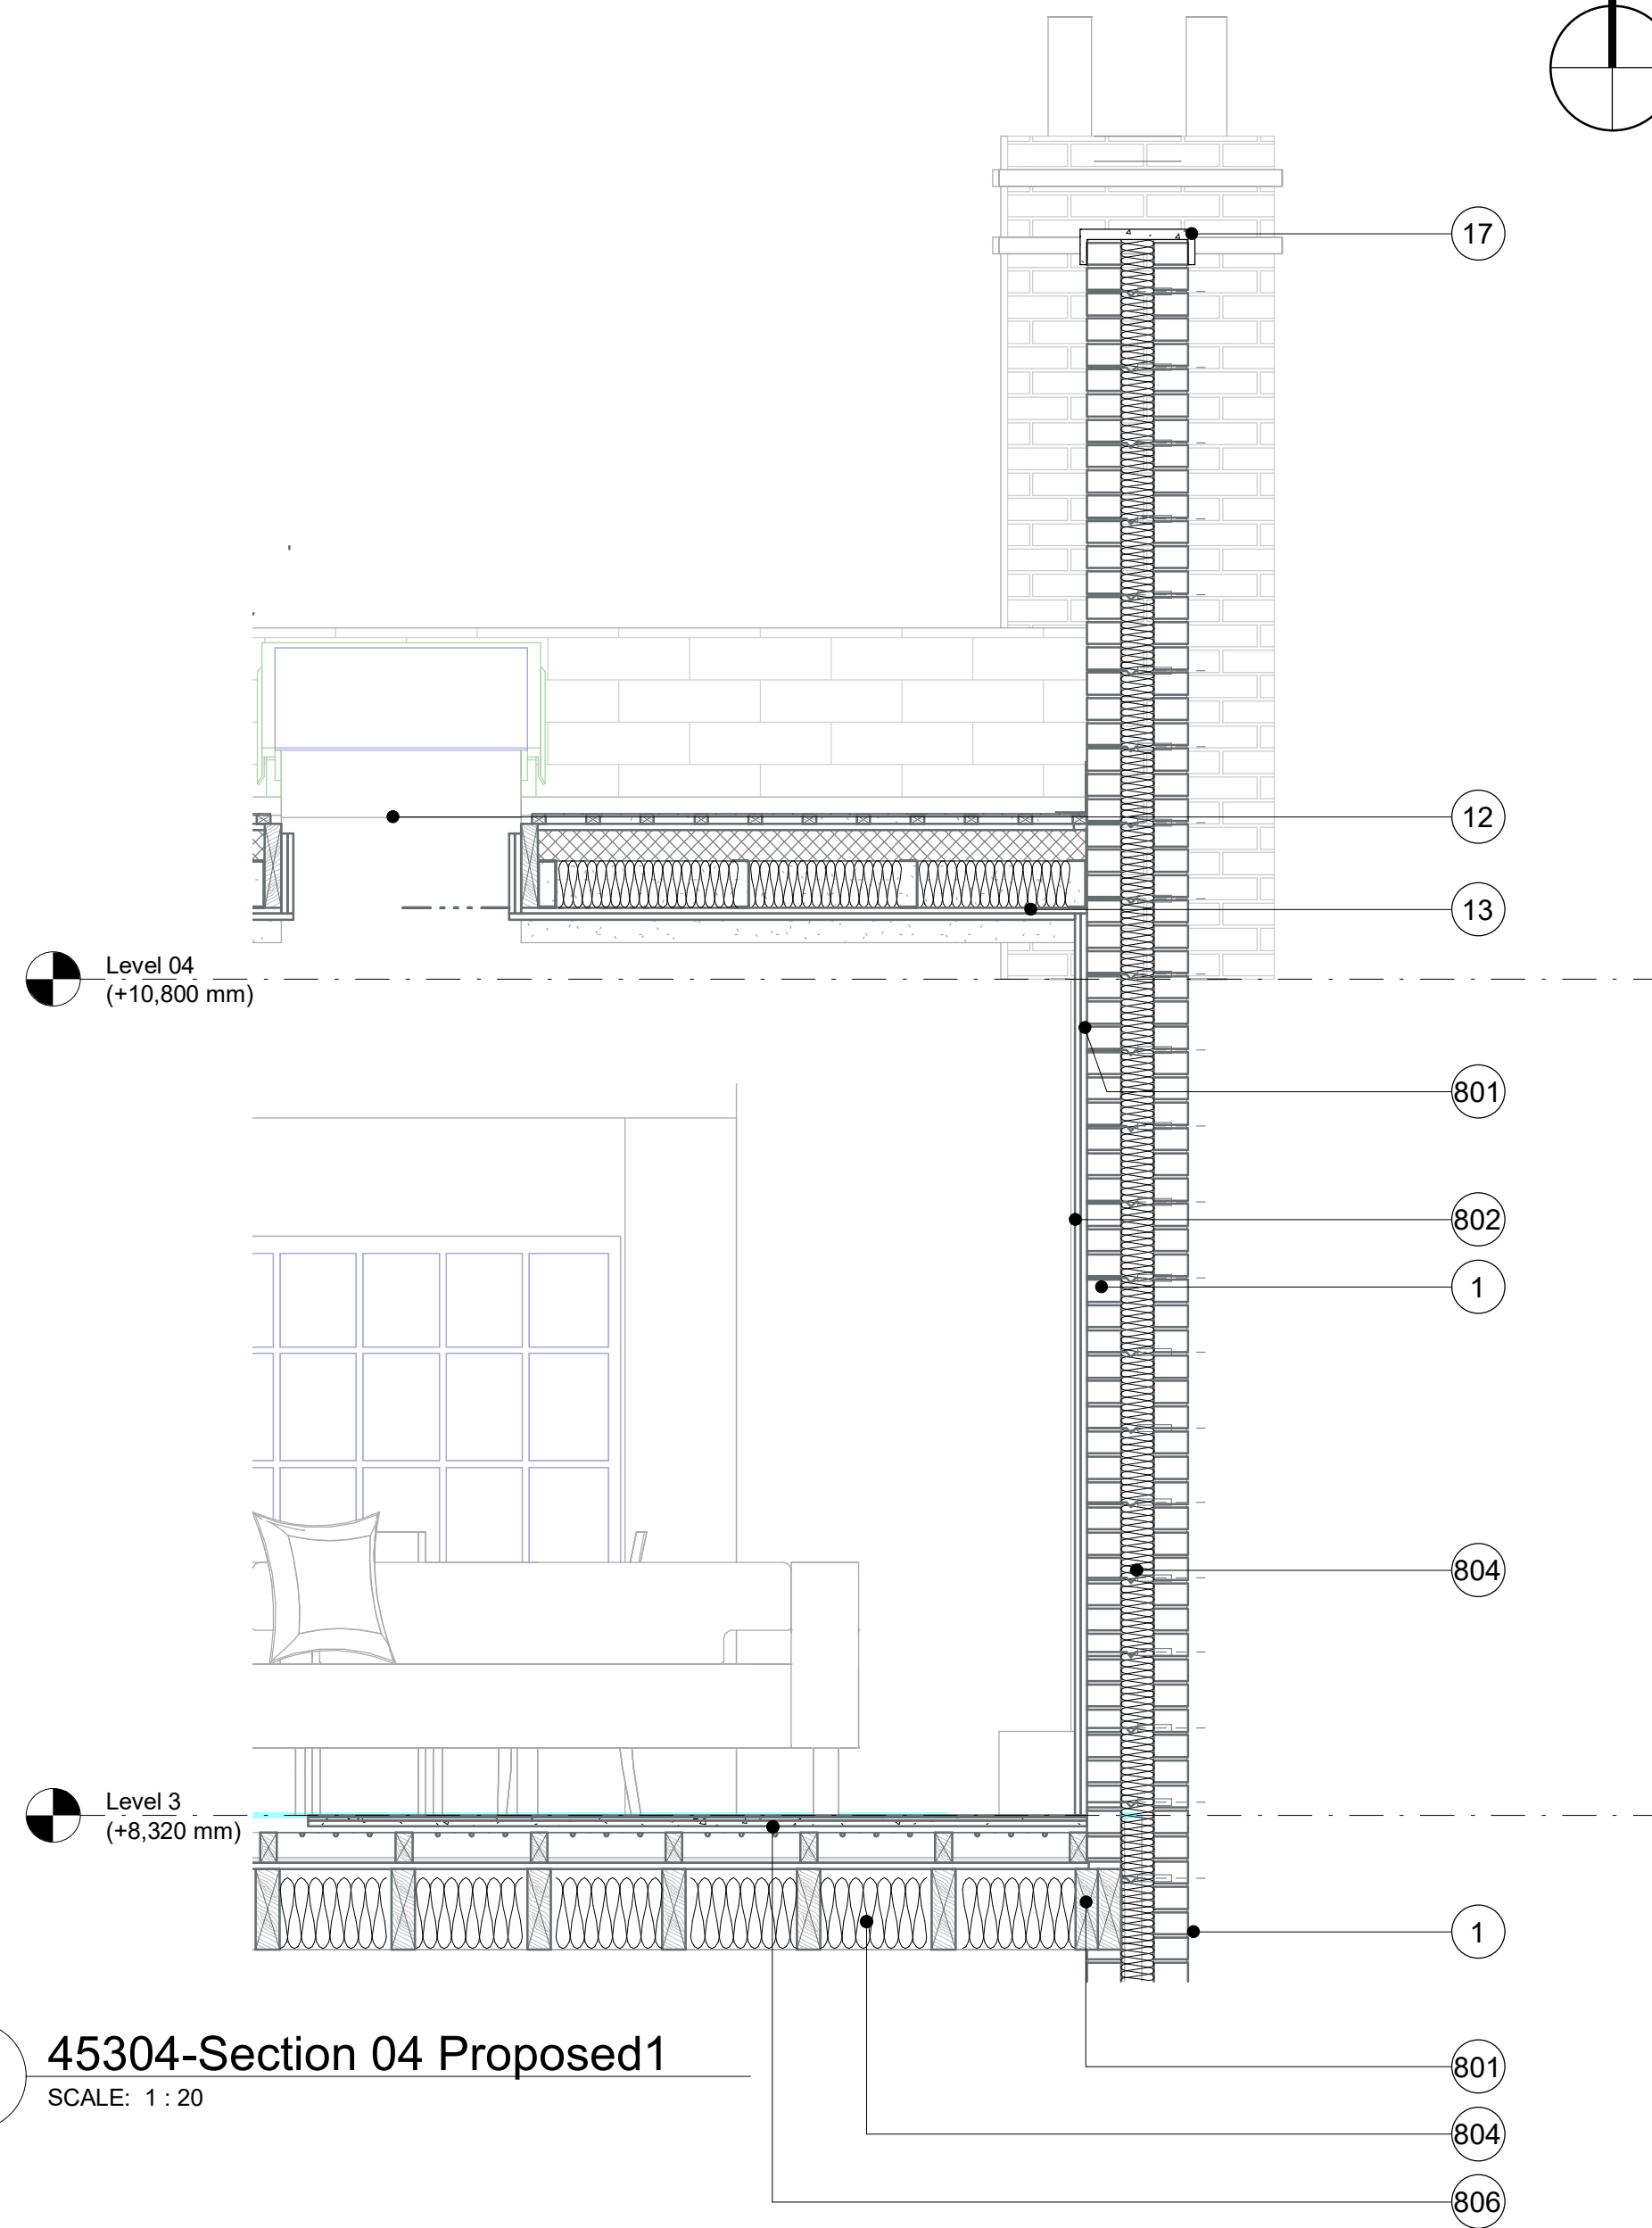 17
12
13
Level 04
(+10,800 mm)
801
802
1
804
Level 3
(+8,320 mm)
1
45304-Section 04 Proposed1
SCALE: 1 : 20
801
804
806